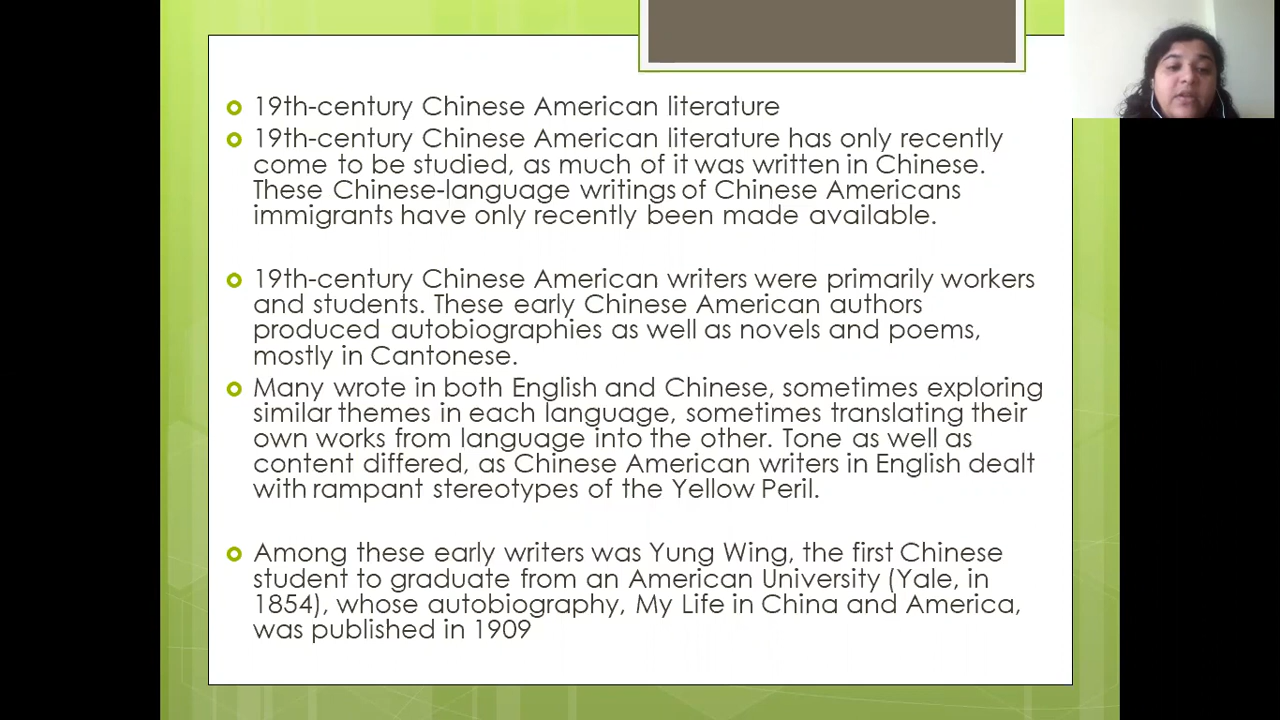 19th-century Chinese American literature
19th-century Chinese American literature has only recently
come to be studied, as much of it was written in Chinese.
These Chinese-language writings of Chinese Americans
immigrants have only recently been made available.
19th-century Chinese American writers were primarily workers
and students. These early Chinese American authors
produced autobiographies as well as novels and poems,
mostly in Cantonese.
Many wrote in both English and Chinese, sometimes exploring
similar themes in each language, sometimes translating their
own works from language into the other. Tone as well as
content differed, as Chinese American writers in English dealt
with rampant stereotypes of the Yellow Peril.
Among these early writers was Yung Wing, the first Chinese
student to graduate from an American University (Yale, in
1854), whose autobiography, My Life in China and America,
was published in 1909